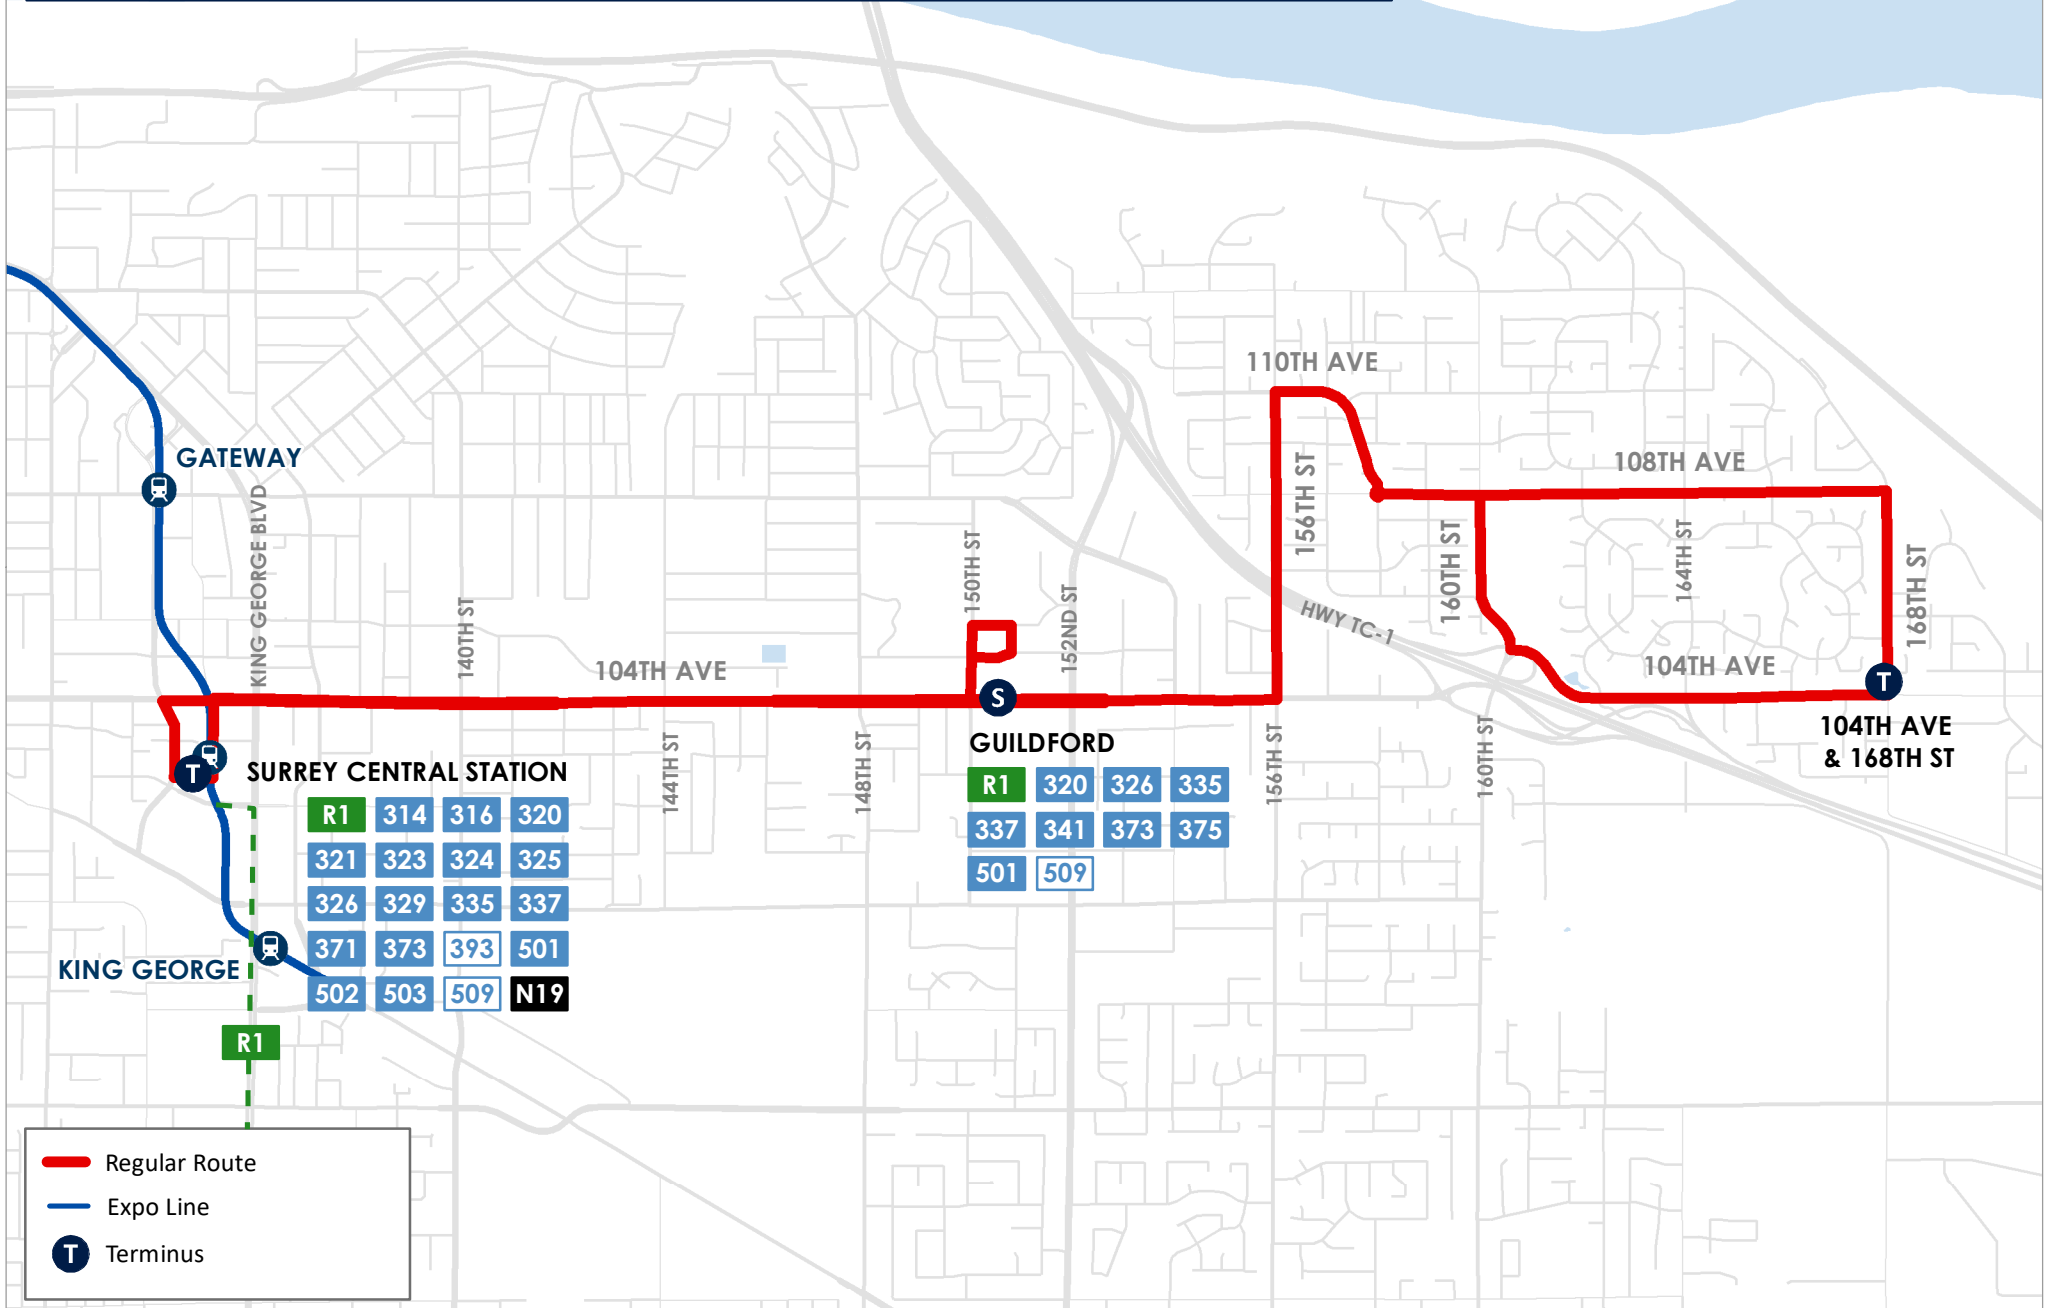 110TH AVE
GATEWAY
108TH AVE
KING GEORGE BLVD
156TH ST
160TH ST
164TH ST
168TH ST
150TH ST
152ND ST
140TH ST
HWY TC-1
104TH AVE
104TH AVE
S
T
104TH AVE
& 168TH ST
T
SURREY CENTRAL STATION
R1 314 316 320
321 323 324 325
326 329 335 337
371 373 393 501
502 503 509 N19
144TH ST
148TH ST
GUILDFORD
R1 320 326 335
337 341 373 375
501 509
156TH ST
160TH ST
KING GEORGE
R1
Regular Route
Expo Line
T Terminus